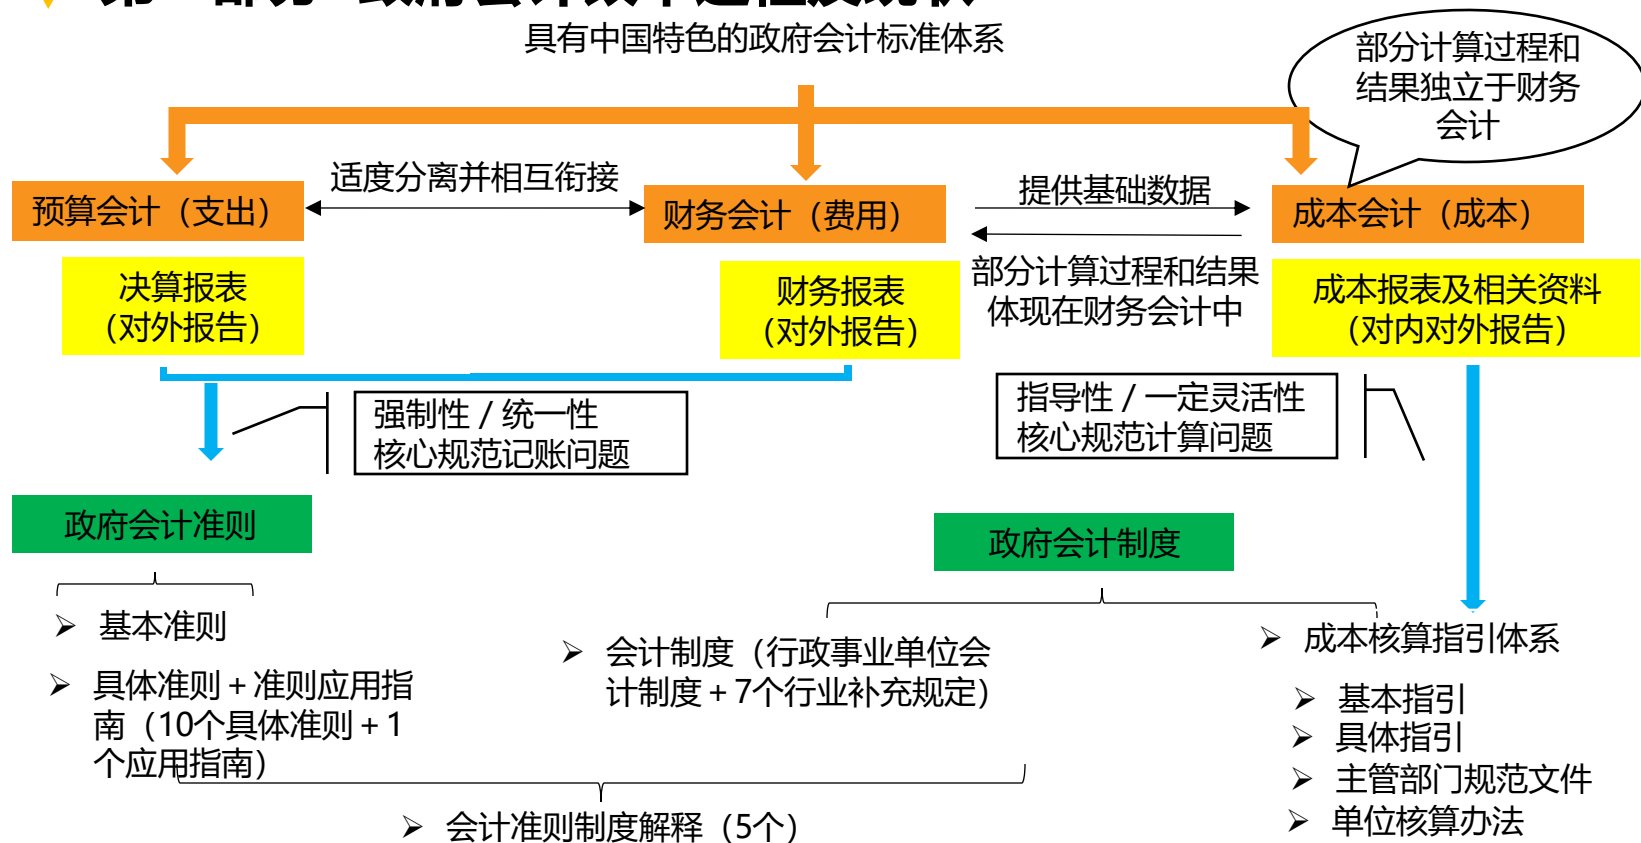 具有中国特色的政府会计标准体系
部分计算过程和
结果独立于财务
会计
适度分离并相互衔接
提供基础数据
预算会计（支出）
财务会计（费用）
成本会计（成本）
部分计算过程和结果
体现在财务会计中
决算报表
（对外报告）
财务报表
（对外报告）
成本报表及相关资料
（对内对外报告）
强制性 / 统一性
核心规范记账问题
指导性 / 一定灵活性
核心规范计算问题
政府会计准则
政府会计制度
➢ 基本准则
➢ 具体准则 + 准则应用指
南（10个具体准则 + 1
个应用指南）
➢ 会计制度（行政事业单位会
计制度 + 7个行业补充规定）
➢ 会计准则制度解释（5个）
➢ 成本核算指引体系
➢ 基本指引
➢ 具体指引
➢ 主管部门规范文件
➢ 单位核算办法